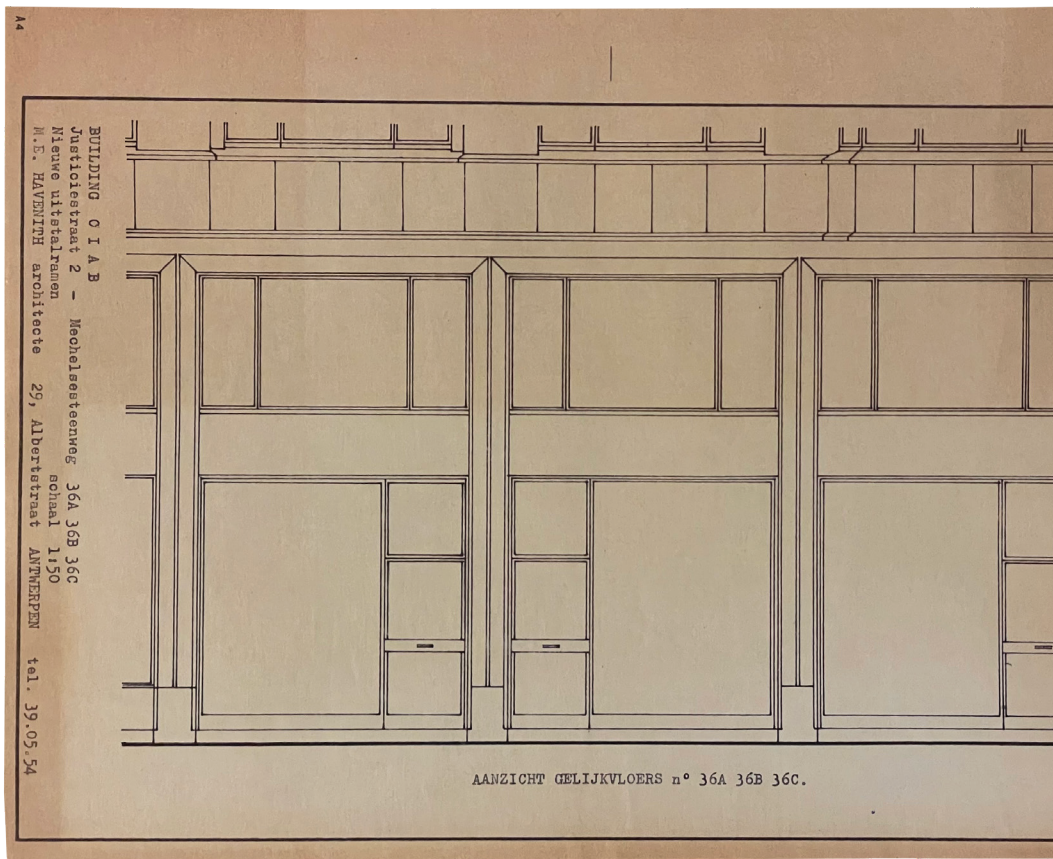 A4
BUILDING C I A B
Justiciestraat 2 - Mechelsesteenweg 36A 36B 36C
Nieuwe uitstalramen schaal 1:50
M.E. HAVENITH architecte 29, Albertstraat ANTWERPEN tel. 39.05.54
AANZICHT GELIJKVLOERS n° 36A 36B 36C.